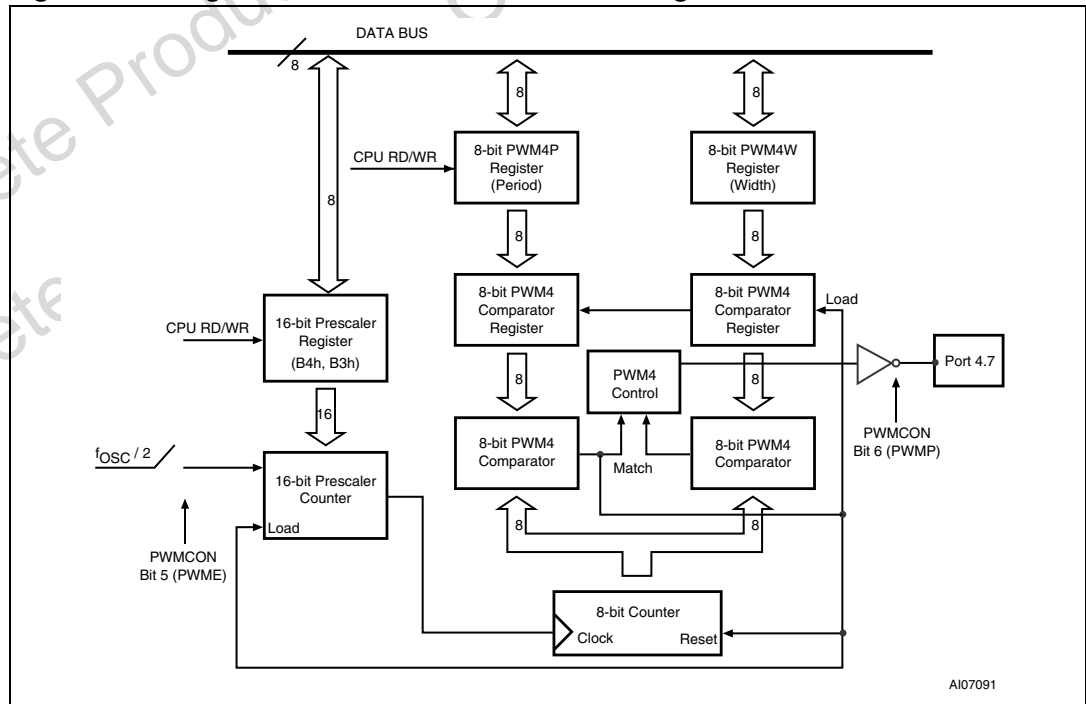 DATA BUS
8
8
8
CPU RD/WR
8-bit PWM4P
Register
(Period)
8-bit PWM4W
Register
(Width)
8
8
8
CPU RD/WR
16-bit Prescaler
Register
(B4h, B3h)
8-bit PWM4
Comparator
Register
8-bit PWM4
Comparator
Register
Load
Port 4.7
PWM4
Control
8
8
16
PWMCON
Bit 6 (PWMP)
fOSC / 2
16-bit Prescaler
Counter
Load
8-bit PWM4
Comparator
Match
8-bit PWM4
Comparator
8
8
PWMCON
Bit 5 (PWME)
8-bit Counter
Clock
Reset
AI07091